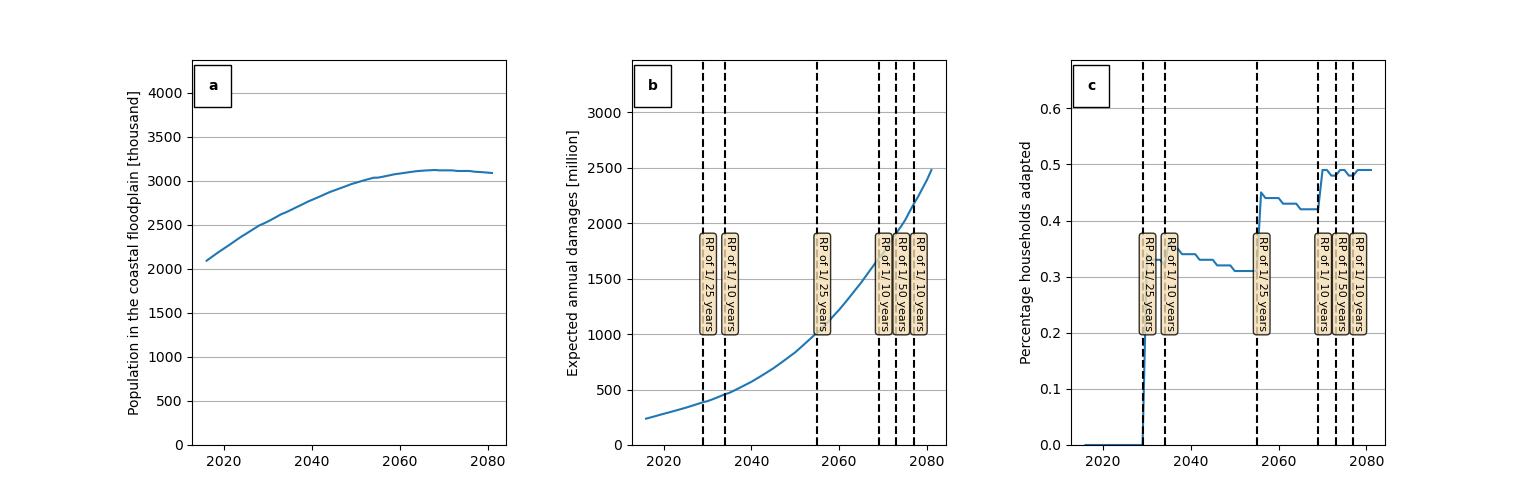 a
Population in the coastal floodplain [thousand]
4000
3500
3000
2500
2000
1500
1000
500
0
2020
2040
2060
2080
b
Expected annual damages [million]
3000
2500
2000
1500
1000
500
0
RP of 1/ 25 years
RP of 1/ 10 years
RP of 1/ 25 years
RP of 1/ 10 years
RP of 1/ 50 years
RP of 1/ 10 years
2020
2040
2060
2080
c
Percentage households adapted
0.6
0.5
0.4
0.3
0.2
0.1
0.0
RP of 1/ 25 years
RP of 1/ 10 years
RP of 1/ 25 years
RP of 1/ 10 years
RP of 1/ 50 years
RP of 1/ 10 years
2020
2040
2060
2080